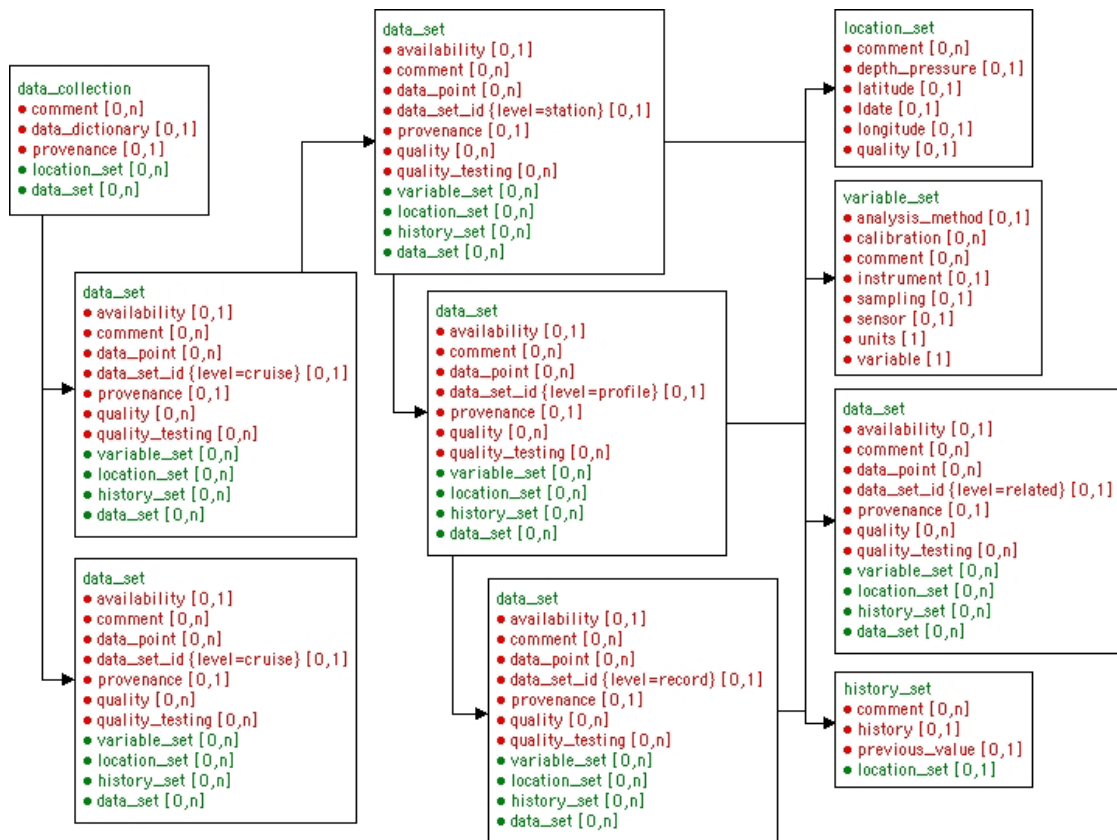 data_collection
• comment [0,n]
• data_dictionary [0,1]
• provenance [0,1]
• location_set [0,n]
• data_set [0,n]
data_set
• availability [0,1]
• comment [0,n]
• data_point [0,n]
• data_set_id {level=cruise} [0,1]
• provenance [0,1]
• quality [0,n]
• quality_testing [0,n]
• variable_set [0,n]
• location_set [0,n]
• history_set [0,n]
• data_set [0,n]
data_set
• availability [0,1]
• comment [0,n]
• data_point [0,n]
• data_set_id {level=cruise} [0,1]
• provenance [0,1]
• quality [0,n]
• quality_testing [0,n]
• variable_set [0,n]
• location_set [0,n]
• history_set [0,n]
• data_set [0,n]
data_set
• availability [0,1]
• comment [0,n]
• data_point [0,n]
• data_set_id {level=station} [0,1]
• provenance [0,1]
• quality [0,n]
• quality_testing [0,n]
• variable_set [0,n]
• location_set [0,n]
• history_set [0,n]
• data_set [0,n]
data_set
• availability [0,1]
• comment [0,n]
• data_point [0,n]
• data_set_id {level=profile} [0,1]
• provenance [0,1]
• quality [0,n]
• quality_testing [0,n]
• variable_set [0,n]
• location_set [0,n]
• history_set [0,n]
• data_set [0,n]
data_set
• availability [0,1]
• comment [0,n]
• data_point [0,n]
• data_set_id {level=record} [0,1]
• provenance [0,1]
• quality [0,n]
• quality_testing [0,n]
• variable_set [0,n]
• location_set [0,n]
• history_set [0,n]
• data_set [0,n]
location_set
• comment [0,n]
• depth_pressure [0,1]
• latitude [0,1]
• ldate [0,1]
• longitude [0,1]
• quality [0,1]
variable_set
• analysis_method [0,1]
• calibration [0,n]
• comment [0,n]
• instrument [0,1]
• sampling [0,1]
• sensor [0,1]
• units [1]
• variable [1]
data_set
• availability [0,1]
• comment [0,n]
• data_point [0,n]
• data_set_id {level=related} [0,1]
• provenance [0,1]
• quality [0,n]
• quality_testing [0,n]
• variable_set [0,n]
• location_set [0,n]
• history_set [0,n]
• data_set [0,n]
history_set
• comment [0,n]
• history [0,1]
• previous_value [0,1]
• location_set [0,1]